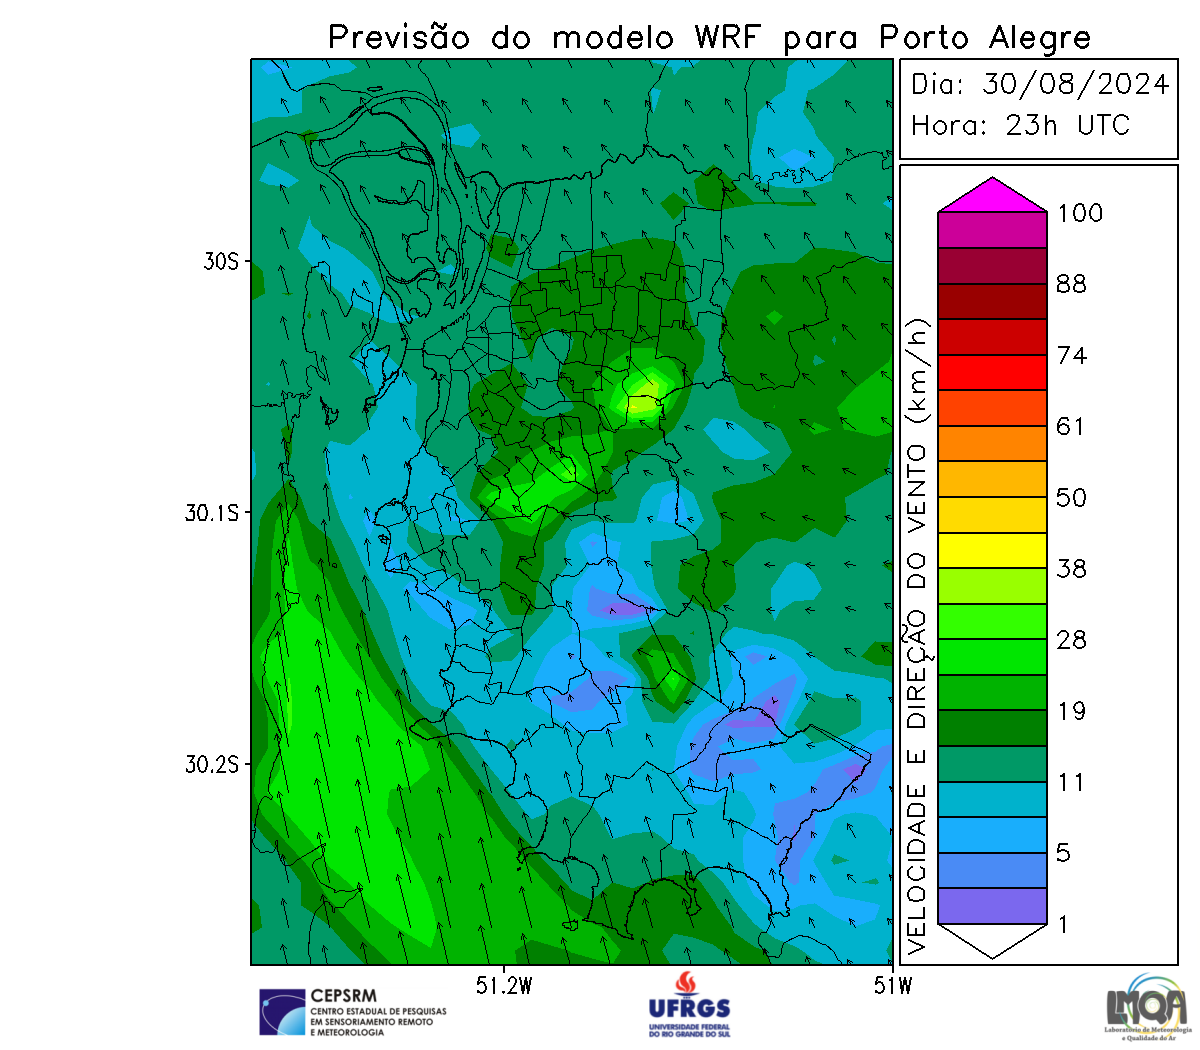 Previsão do modelo WRF para Porto Alegre
Dia: 30/08/2024
Hora: 23h UTC
100
88
74
61
50
38
28
19
11
5
1
VELOCIDADE E DIREÇÃO DO VENTO (km/h)
30S
30.1S
30.2S
51.2W
51W
CEPSRM
CENTRO ESTADUAL DE PESQUISAS
EM SENSORIAMENTO REMOTO
E METEOROLOGIA
UFRGS
UNIVERSIDADE FEDERAL
DO RIO GRANDE DO SUL
LMQA
Laboratório de Meteorologia
e Qualidade do Ar